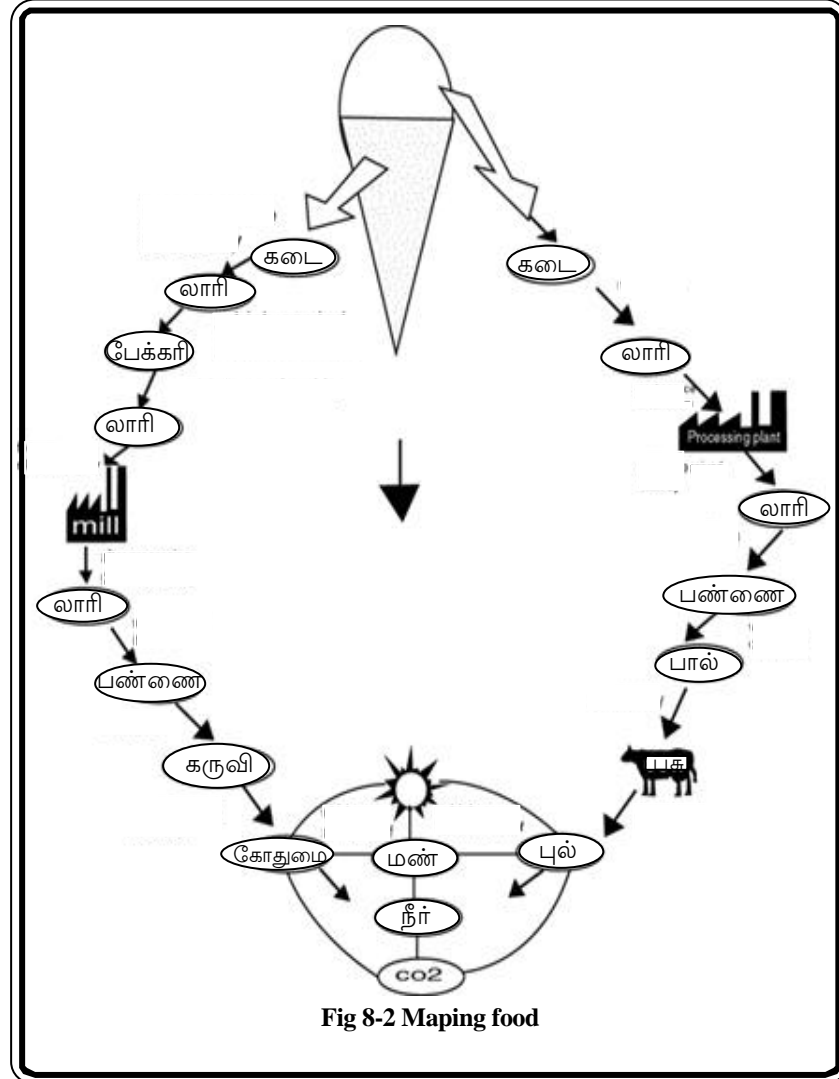 கடை
லாரி
பேக்கரி
லாரி
mill
லாரி
பண்ணை
கருவி
கோதுமை
கடை
லாரி
Processing plant
லாரி
பண்ணை
பால்
பசு
புல்
மண்
நீர்
co2
Fig 8-2 Maping food